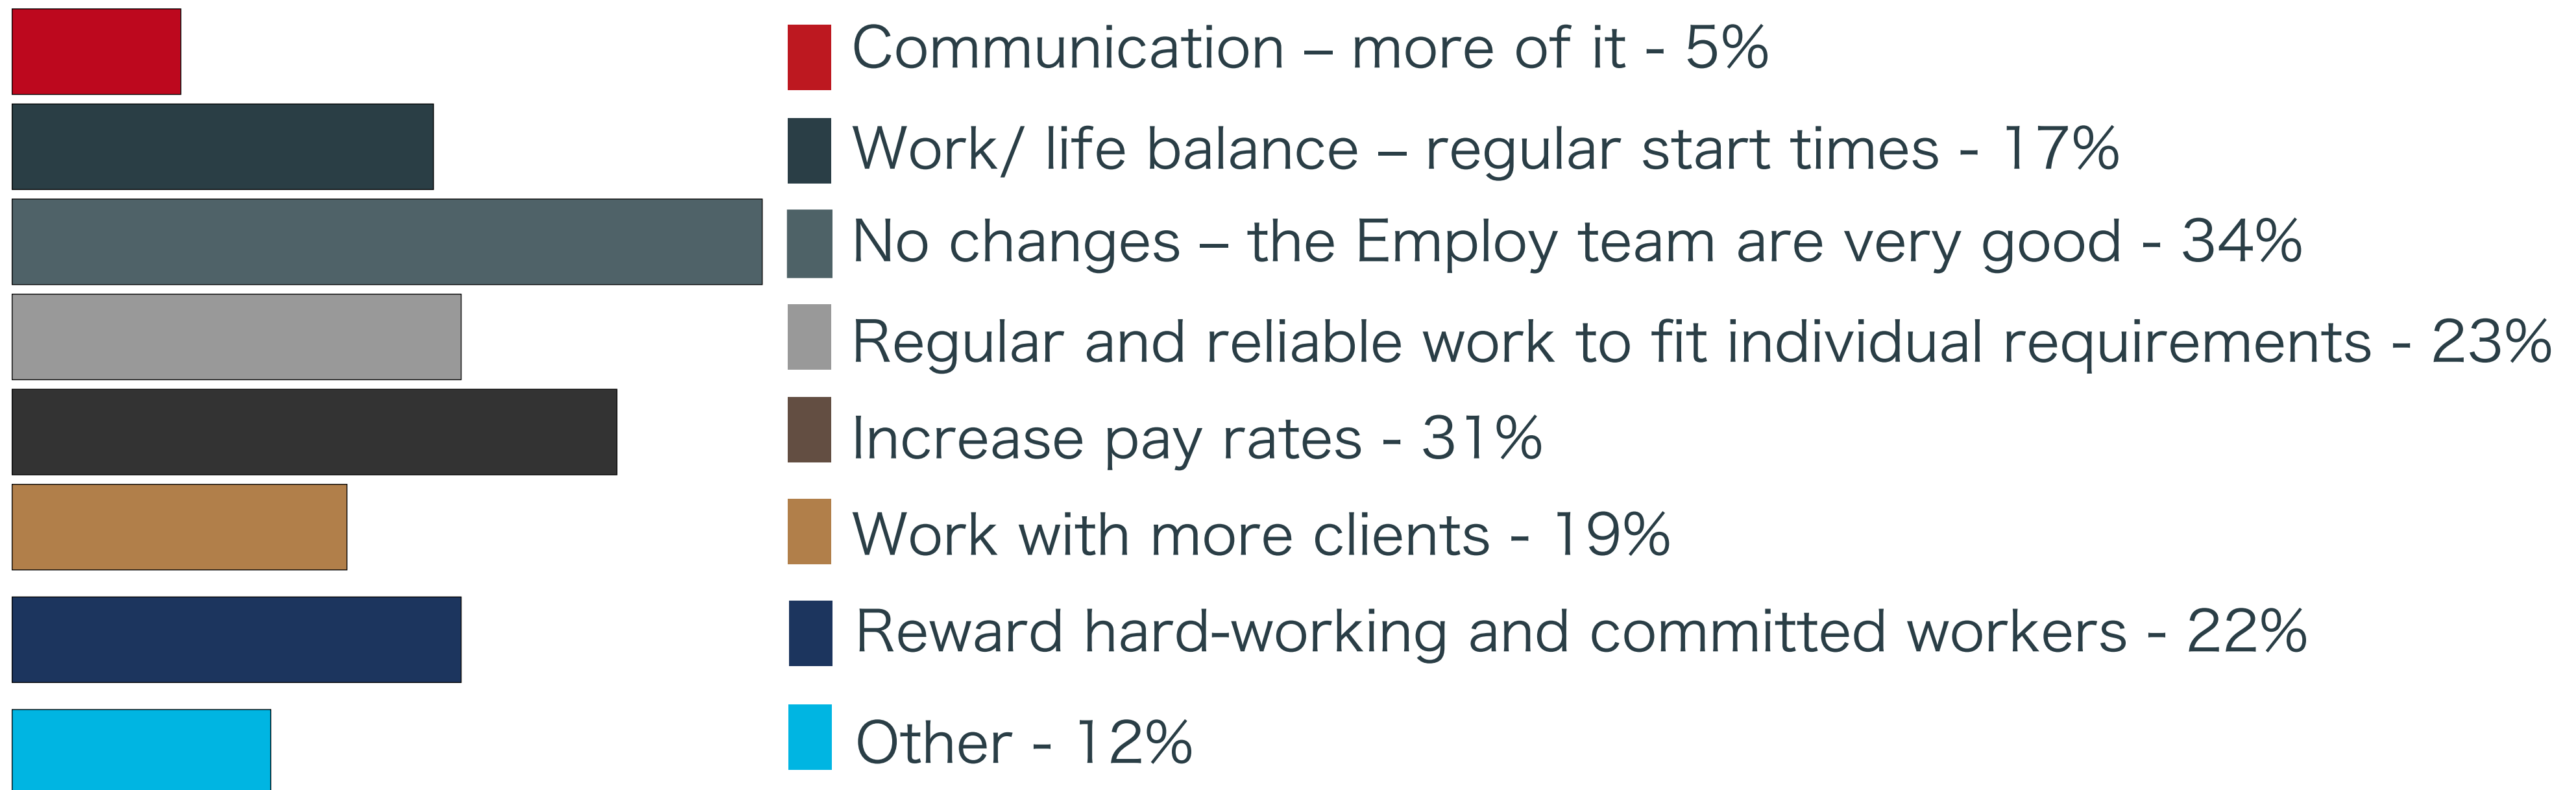 Communication – more of it - 5%
Work/ life balance – regular start times - 17%
No changes – the Employ team are very good - 34%
Regular and reliable work to fit individual requirements - 23%
Increase pay rates - 31%
Work with more clients - 19%
Reward hard-working and committed workers - 22%
Other - 12%